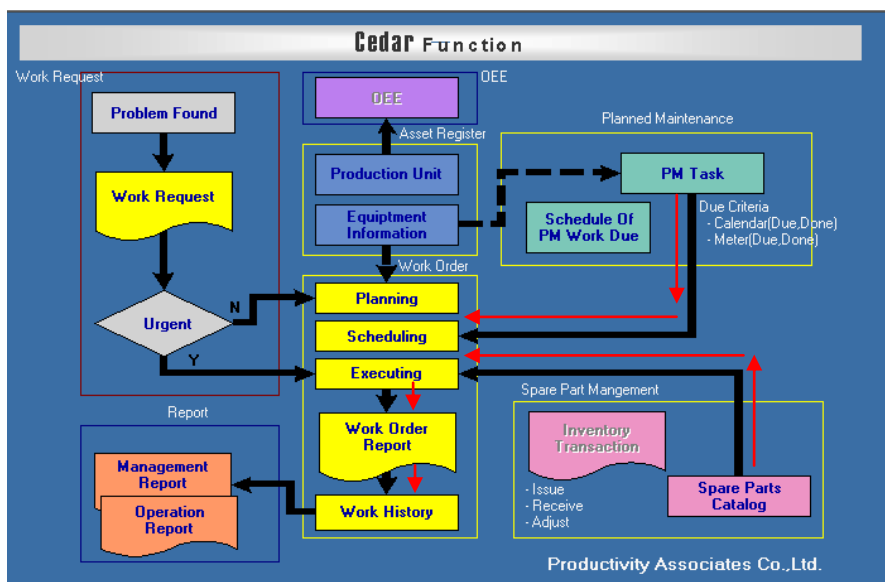 Cedar Function
Work Request
Problem Found
Work Request
Urgent
N
Y
OEE
OEE
Asset Register
Production Unit
Equiptment
Information
Work Order
Planning
Scheduling
Executing
Work Order
Report
Work History
Planned Maintenance
PM Task
Schedule Of
PM Work Due
Due Criteria
- Calendar(Due,Done)
- Meter(Due,Done)
Spare Part Mangement
Inventory
Transaction
- Issue
- Receive
- Adjust
Spare Parts
Catalog
Report
Management
Report
Operation
Report
Productivity Associates Co.,Ltd.